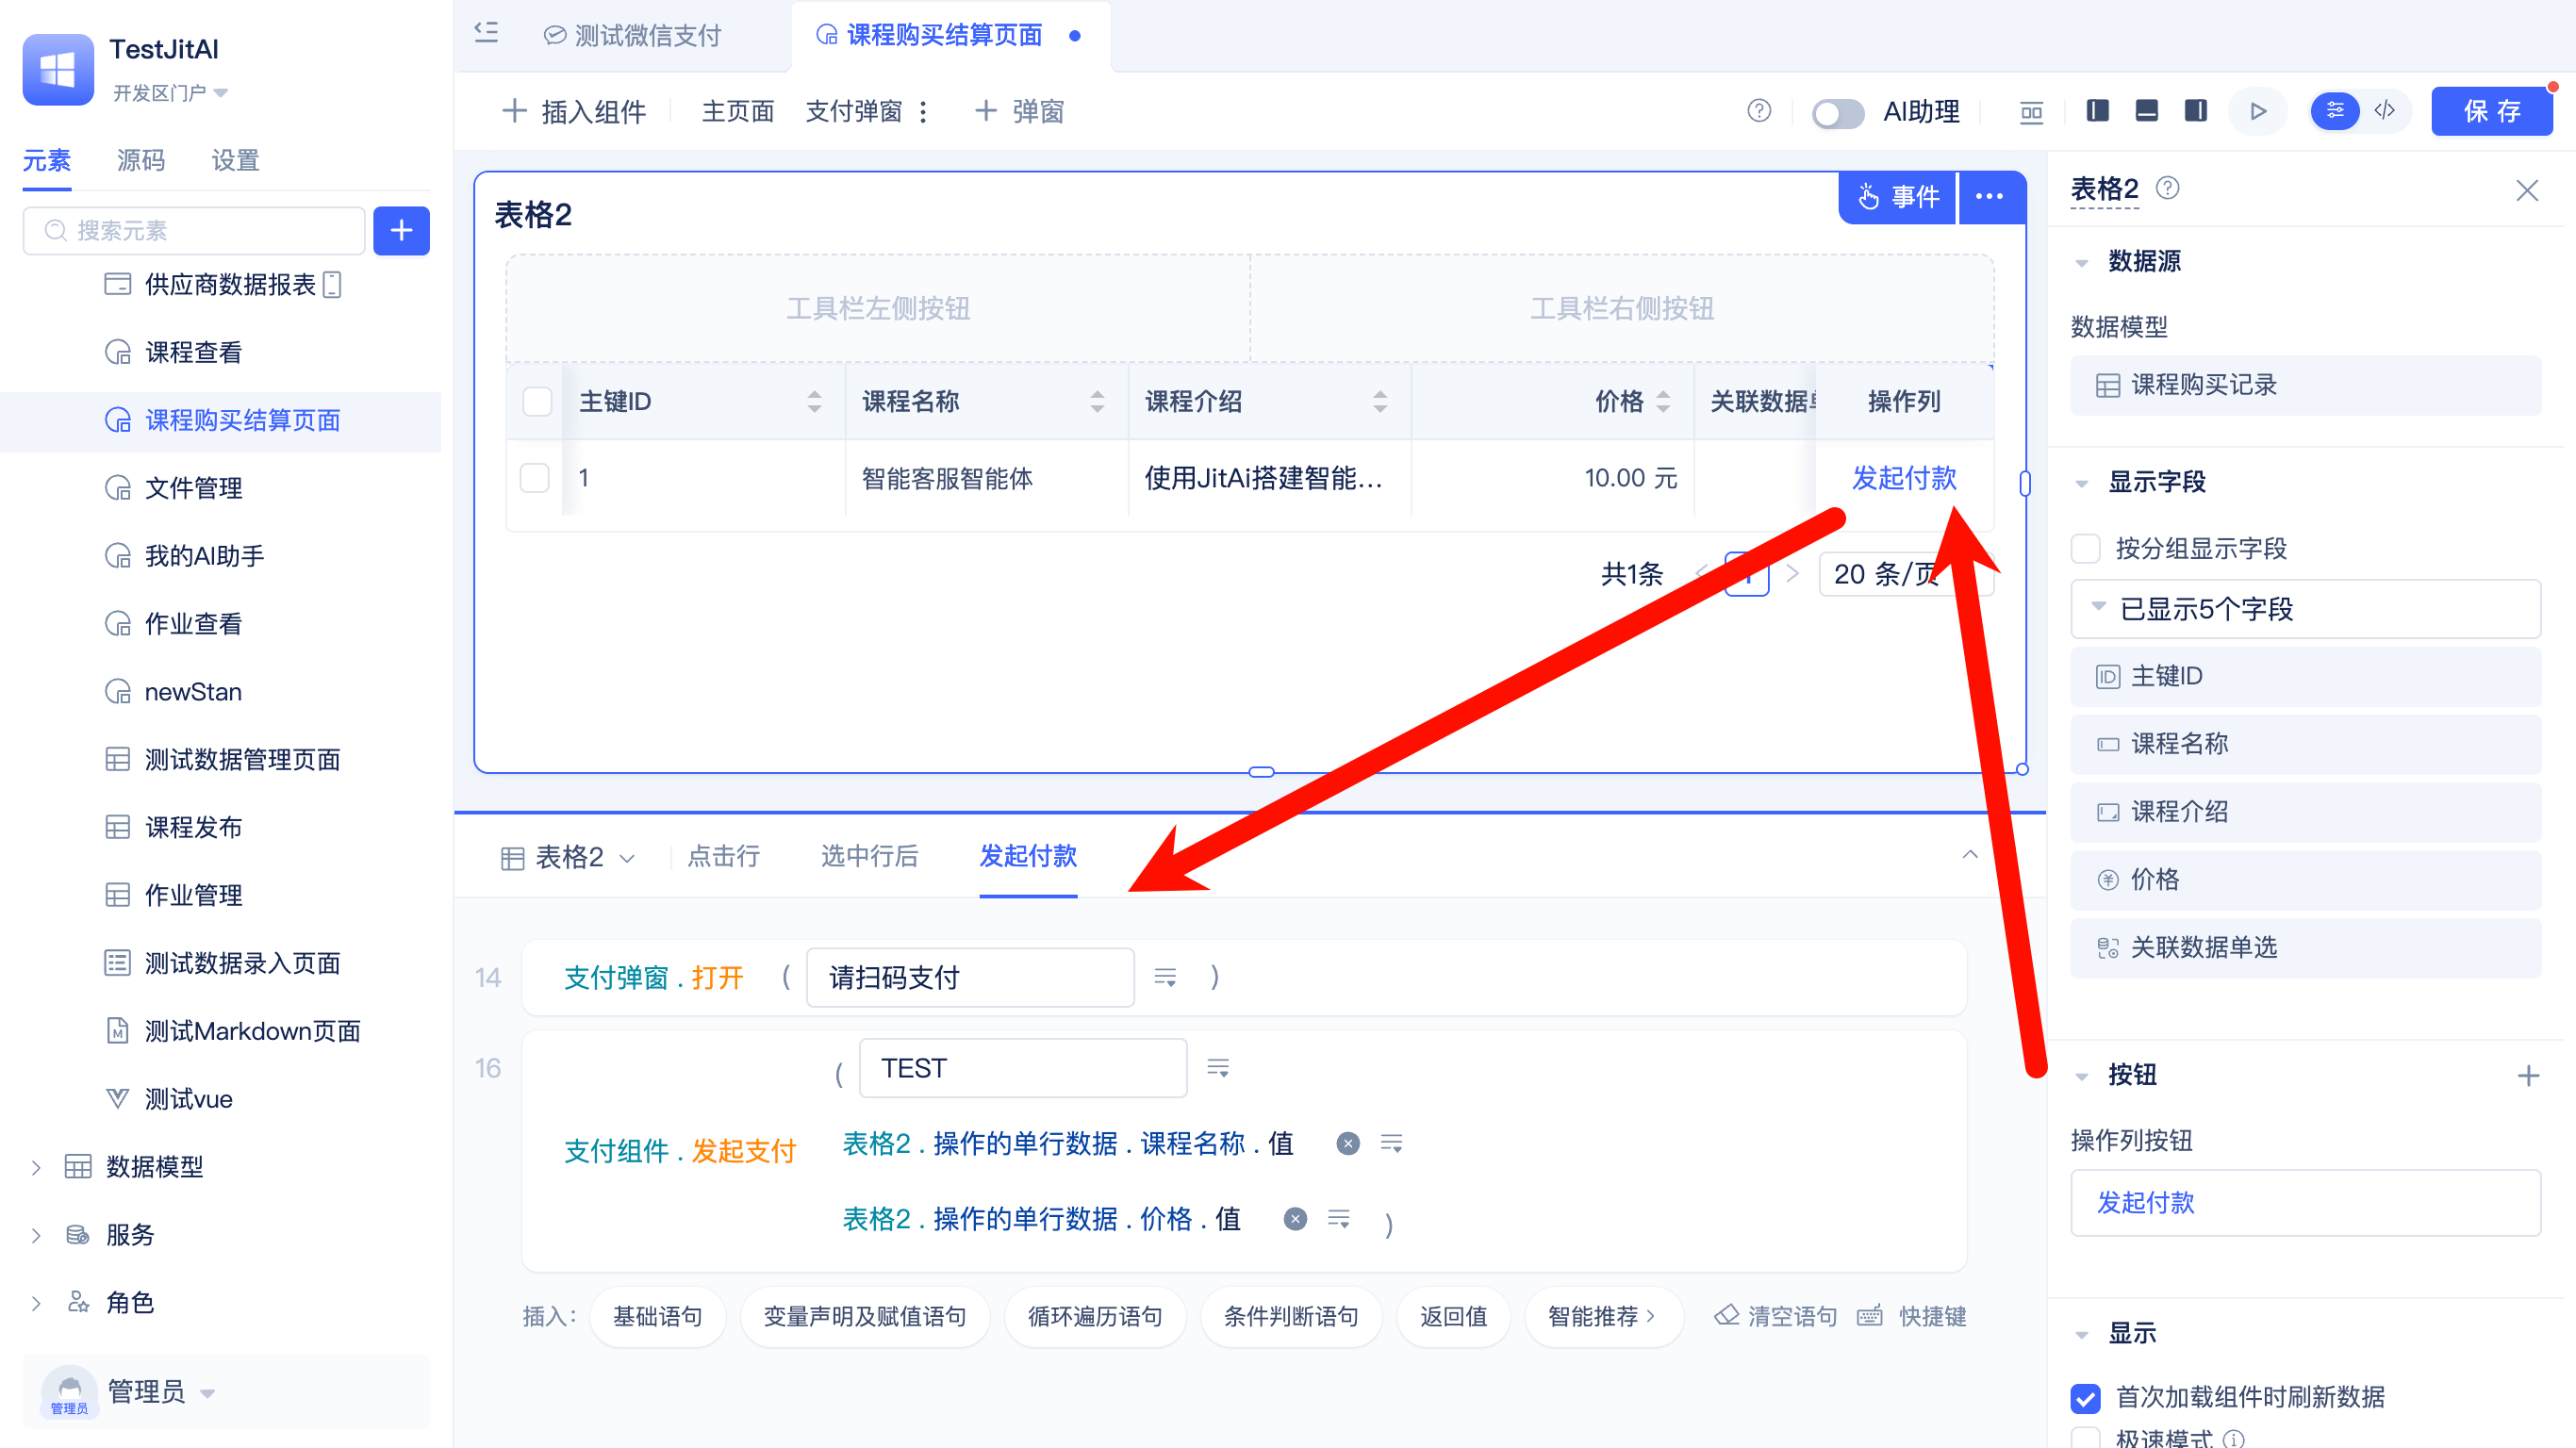 TestJitAI
开发区门户
元素 源码 设置
搜索元素
供应商数据报表
课程查看
课程购买结算页面
文件管理
我的AI助手
作业查看
newStan
测试数据管理页面
课程发布
作业管理
测试数据录入页面
测试Markdown页面
测试vue
数据模型
服务
角色
管理员
管理员
测试微信支付 课程购买结算页面
插入组件 主页面 支付弹窗 弹窗
AI助理 保存
表格2
事件
工具栏左侧按钮 工具栏右侧按钮
主键ID 课程名称 课程介绍 价格 关联数据 操作列
1 智能客服智能体 使用JitAi搭建智能... 10.00 元 发起付款
共1条 20 条/页
表格2 点击行 选中行后 发起付款
14 支付弹窗 . 打开 ( 请扫码支付 )
16 ( TEST
支付组件 . 发起支付 表格2 . 操作的单行数据 . 课程名称 . 值
表格2 . 操作的单行数据 . 价格 . 值 )
插入: 基础语句 变量声明及赋值语句 循环遍历语句 条件判断语句 返回值 智能推荐 清空语句 快捷键
表格2
数据源
数据模型
课程购买记录
显示字段
按分组显示字段
已显示5个字段
主键ID
课程名称
课程介绍
价格
关联数据单选
按钮
操作列按钮
发起付款
显示
首次加载组件时刷新数据
极速模式